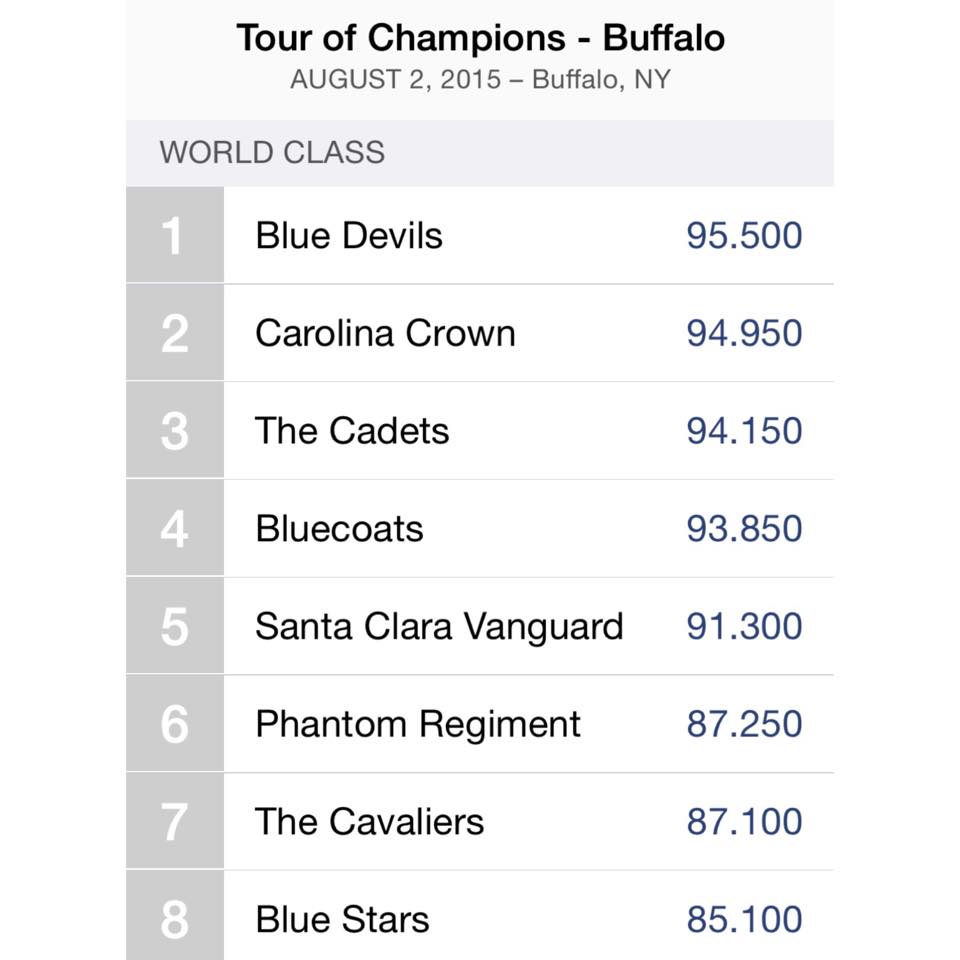 Tour of Champions - Buffalo
AUGUST 2, 2015 – Buffalo, NY
WORLD CLASS
1 Blue Devils 95.500
2 Carolina Crown 94.950
3 The Cadets 94.150
4 Bluecoats 93.850
5 Santa Clara Vanguard 91.300
6 Phantom Regiment 87.250
7 The Cavaliers 87.100
8 Blue Stars 85.100